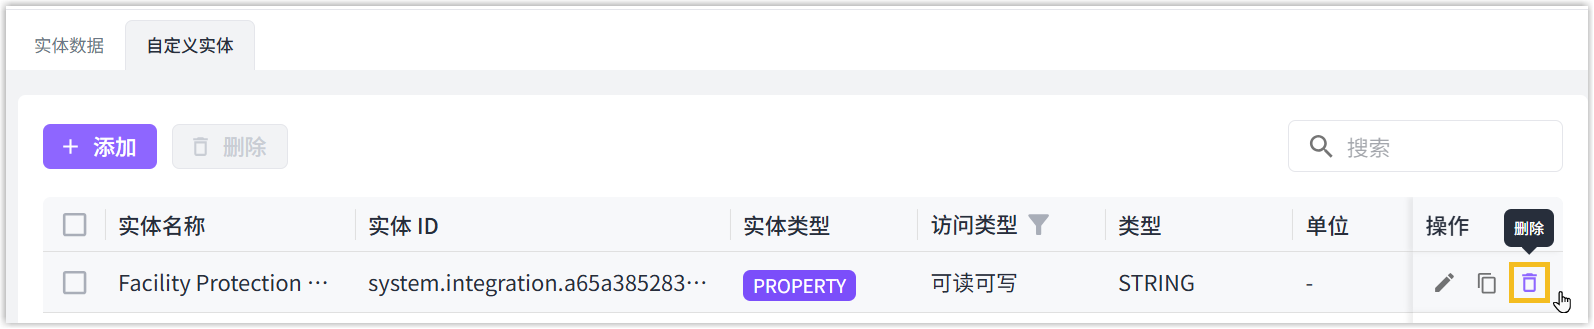 实体数据 自定义实体
+ 添加 删除 搜索
实体名称 实体 ID 实体类型 访问类型 类型 单位 操作 删除
Facility Protection ··· system.integration.a65a385283··· PROPERTY 可读可写 STRING -